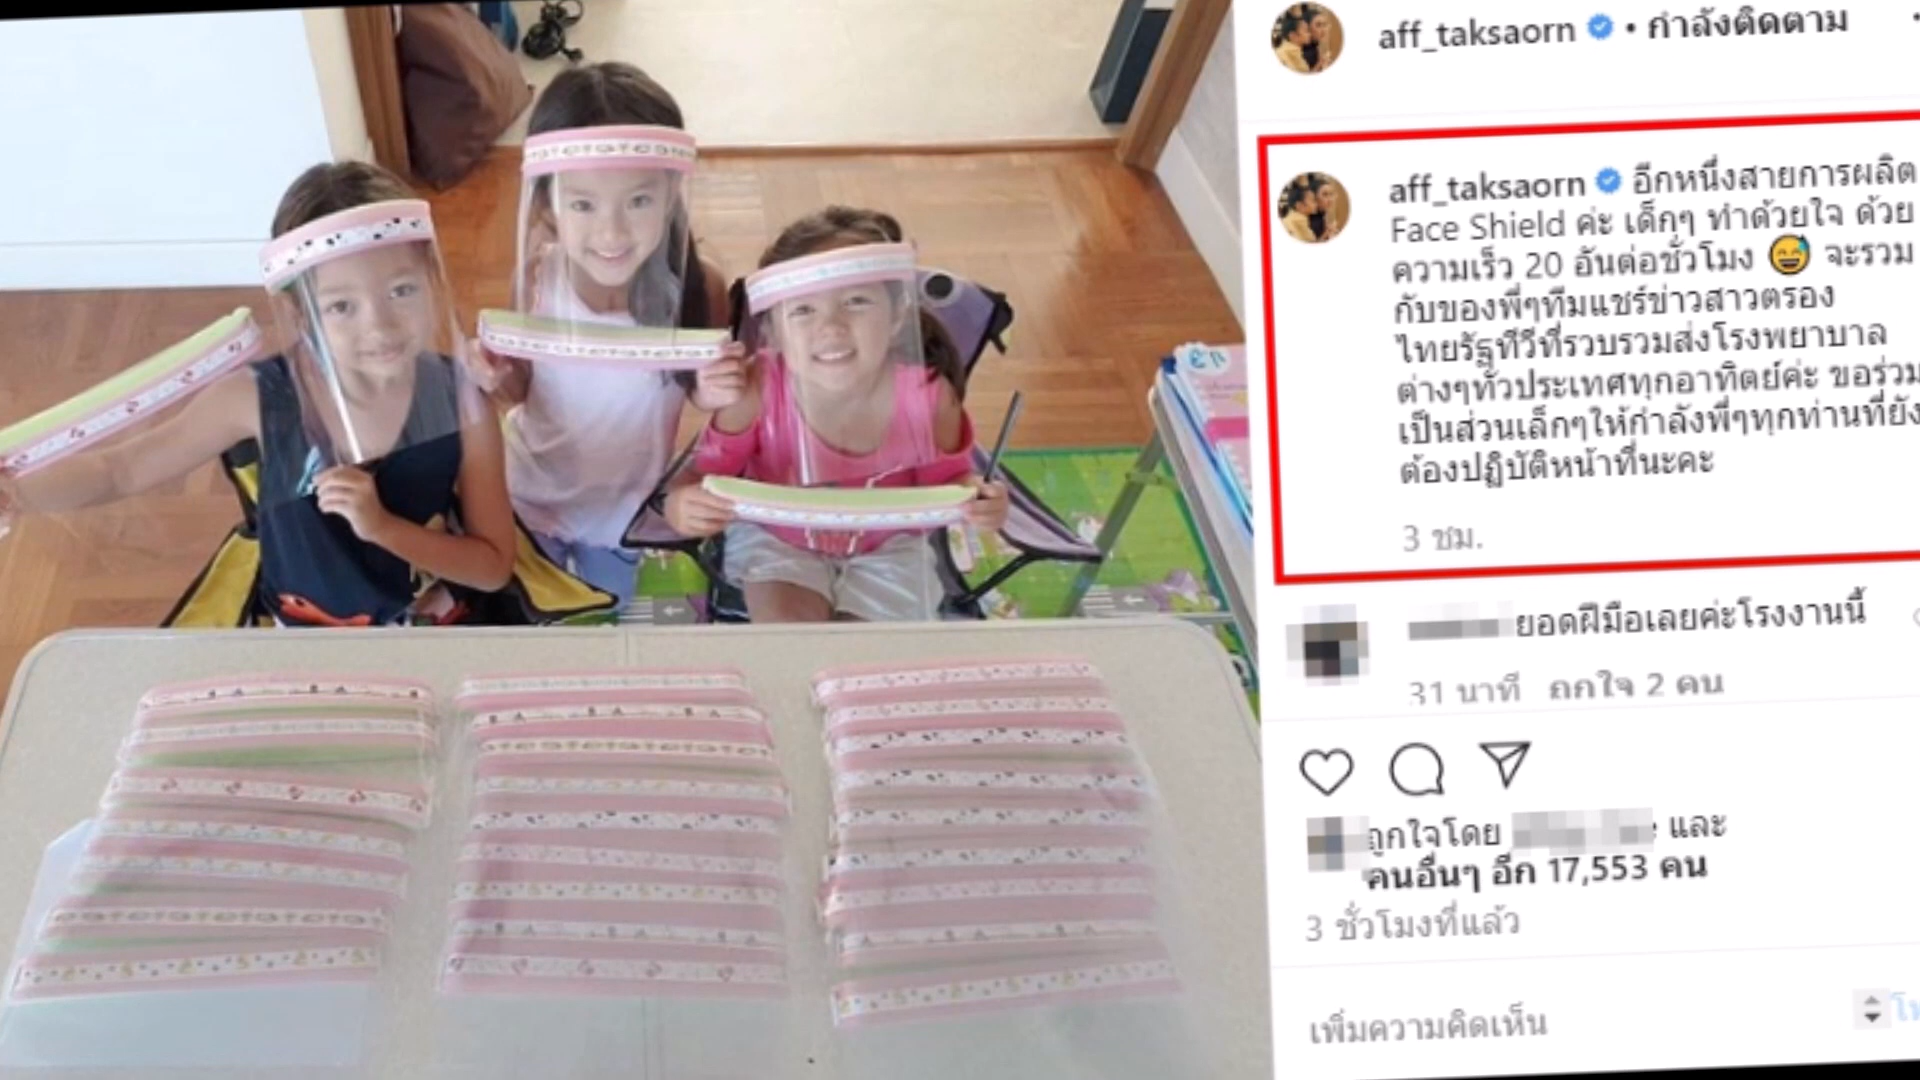 aff_taksaorn • กำลังติดตาม
aff_taksaorn อีกหนึ่งสายการผลิต
Face Shield ค่ะ เด็กๆ ทำด้วยใจ ด้วย
ความเร็ว 20 อันต่อชั่วโมง 😅 จะรวม
กับของพี่ๆทีมแชร์ข่าวสาวตรอง
ไทยรัฐทีวีที่รวบรวมส่งโรงพยาบาล
ต่างๆทั่วประเทศทุกอาทิตย์ค่ะ ขอร่วม
เป็นส่วนเล็กๆให้กำลังพี่ๆทุกท่านที่ยัง
ต้องปฏิบัติหน้าที่นะคะ
3 ชม.
ยอดฝีมือเลยค่ะโรงงานนี้
31 นาที ถูกใจ 2 คน
ถูกใจโดย และ
คนอื่นๆ อีก 17,553 คน
3 ชั่วโมงที่แล้ว
เพิ่มความคิดเห็น